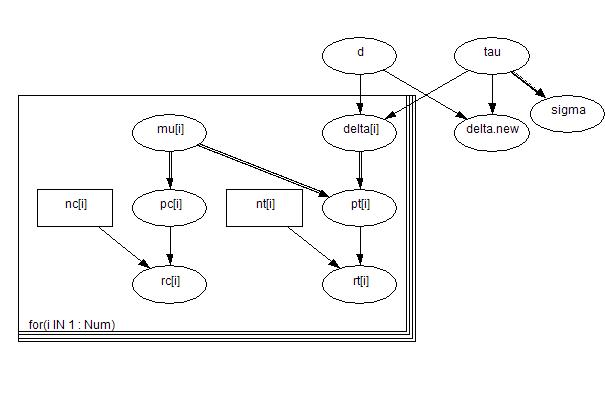 d
tau
sigma
mu[i]
delta[i]
delta.new
nc[i]
pc[i]
nt[i]
pt[i]
rc[i]
rt[i]
for(i IN 1 : Num)